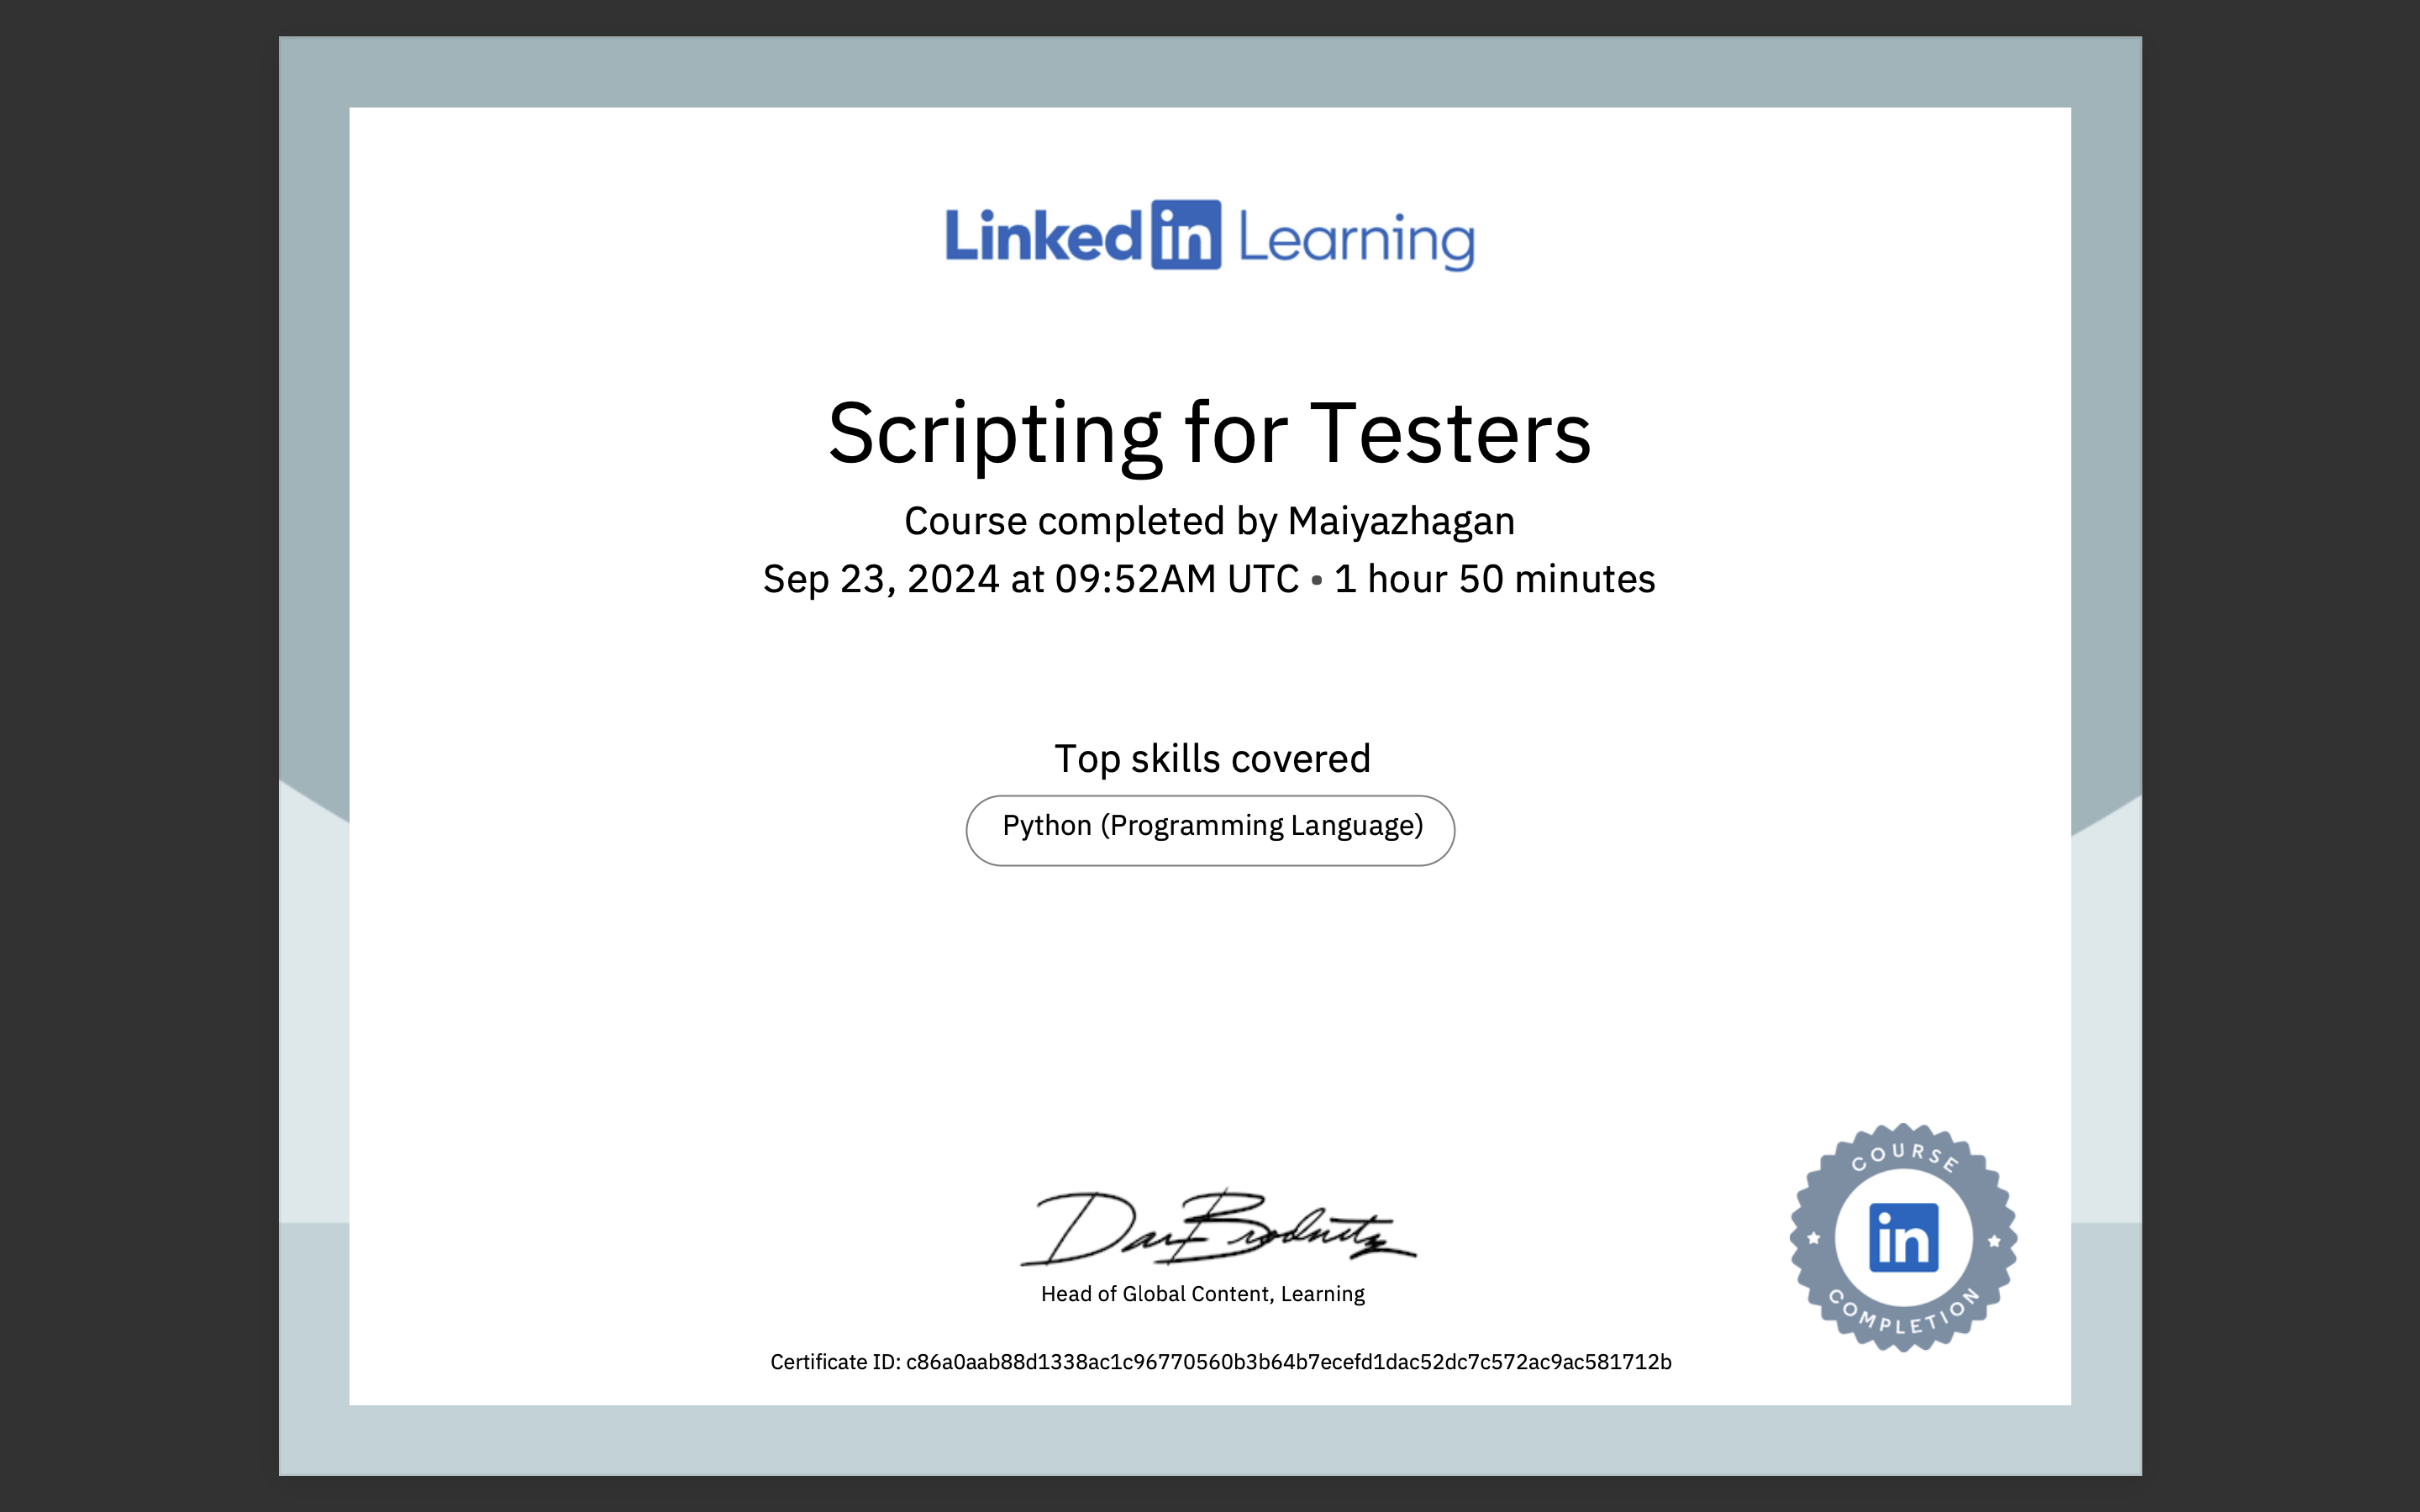 Linked in Learning
Scripting for Testers
Course completed by Maiyazhagan
Sep 23, 2024 at 09:52AM UTC • 1 hour 50 minutes
Top skills covered
Python (Programming Language)
Dan Brodnitz
Head of Global Content, Learning
Certificate ID: c86a0aab88d1338ac1c96770560b3b64b7ecefd1dac52dc7c572ac9ac581712b
COURSE
in
COMPLETION